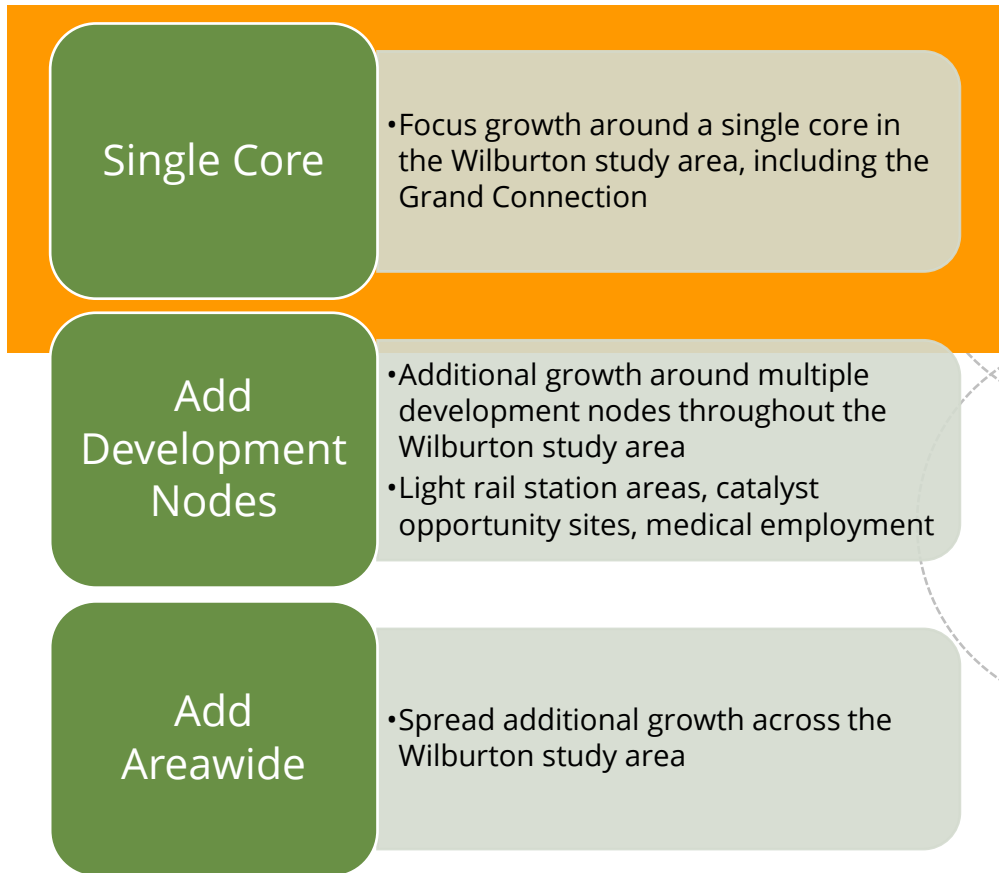 Single Core
•Focus growth around a single core in
the Wilburton study area, including the
Grand Connection
Add
Development
Nodes
•Additional growth around multiple
development nodes throughout the
Wilburton study area
•Light rail station areas, catalyst
opportunity sites, medical employment
Add
Areawide
•Spread additional growth across the
Wilburton study area